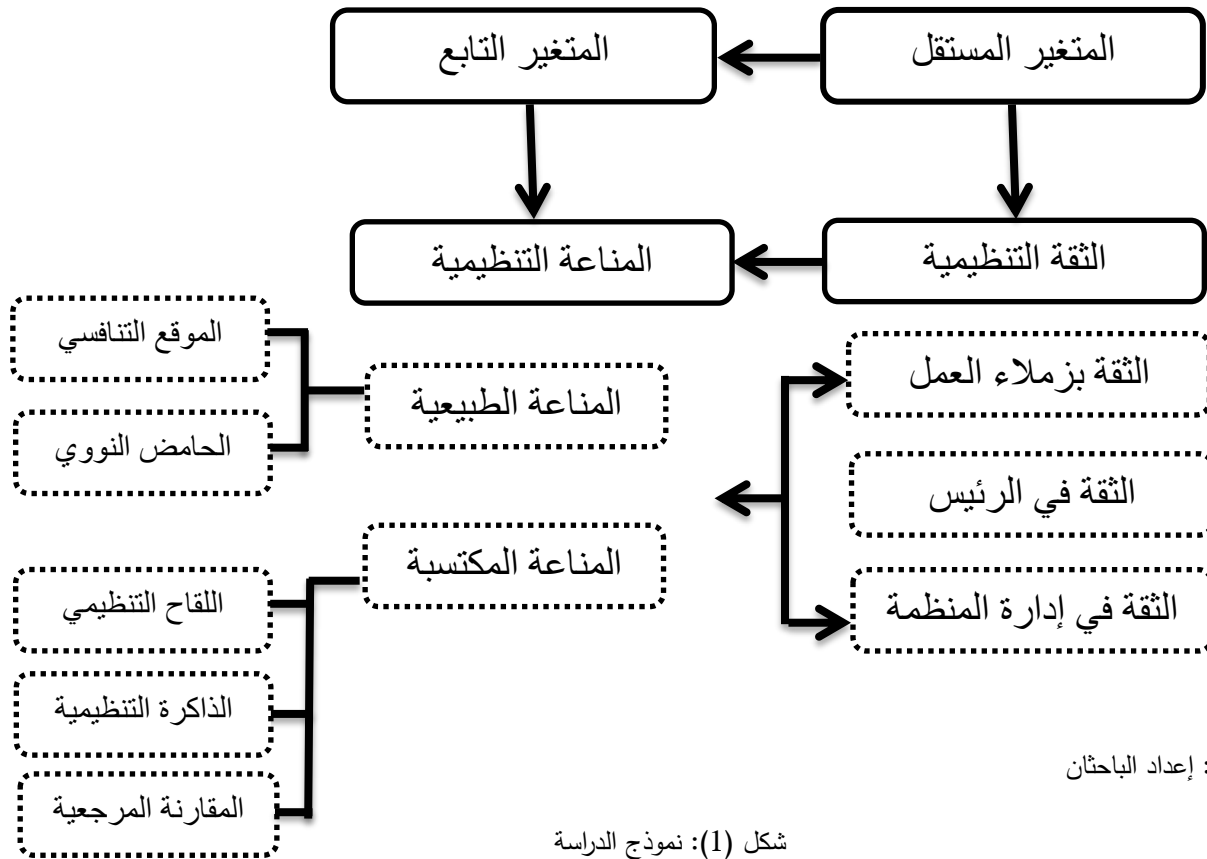 المتغير المستقل
المتغير التابع
الثقة التنظيمية
المناعة التنظيمية
الثقة بزملاء العمل
الثقة في الرئيس
الثقة في إدارة المنظمة
المناعة الطبيعية
الموقع التنافسي
الحامض النووي
المناعة المكتسبة
اللقاح التنظيمي
الذاكرة التنظيمية
المقارنة المرجعية
: إعداد الباحثان
شكل (1): نموذج الدراسة